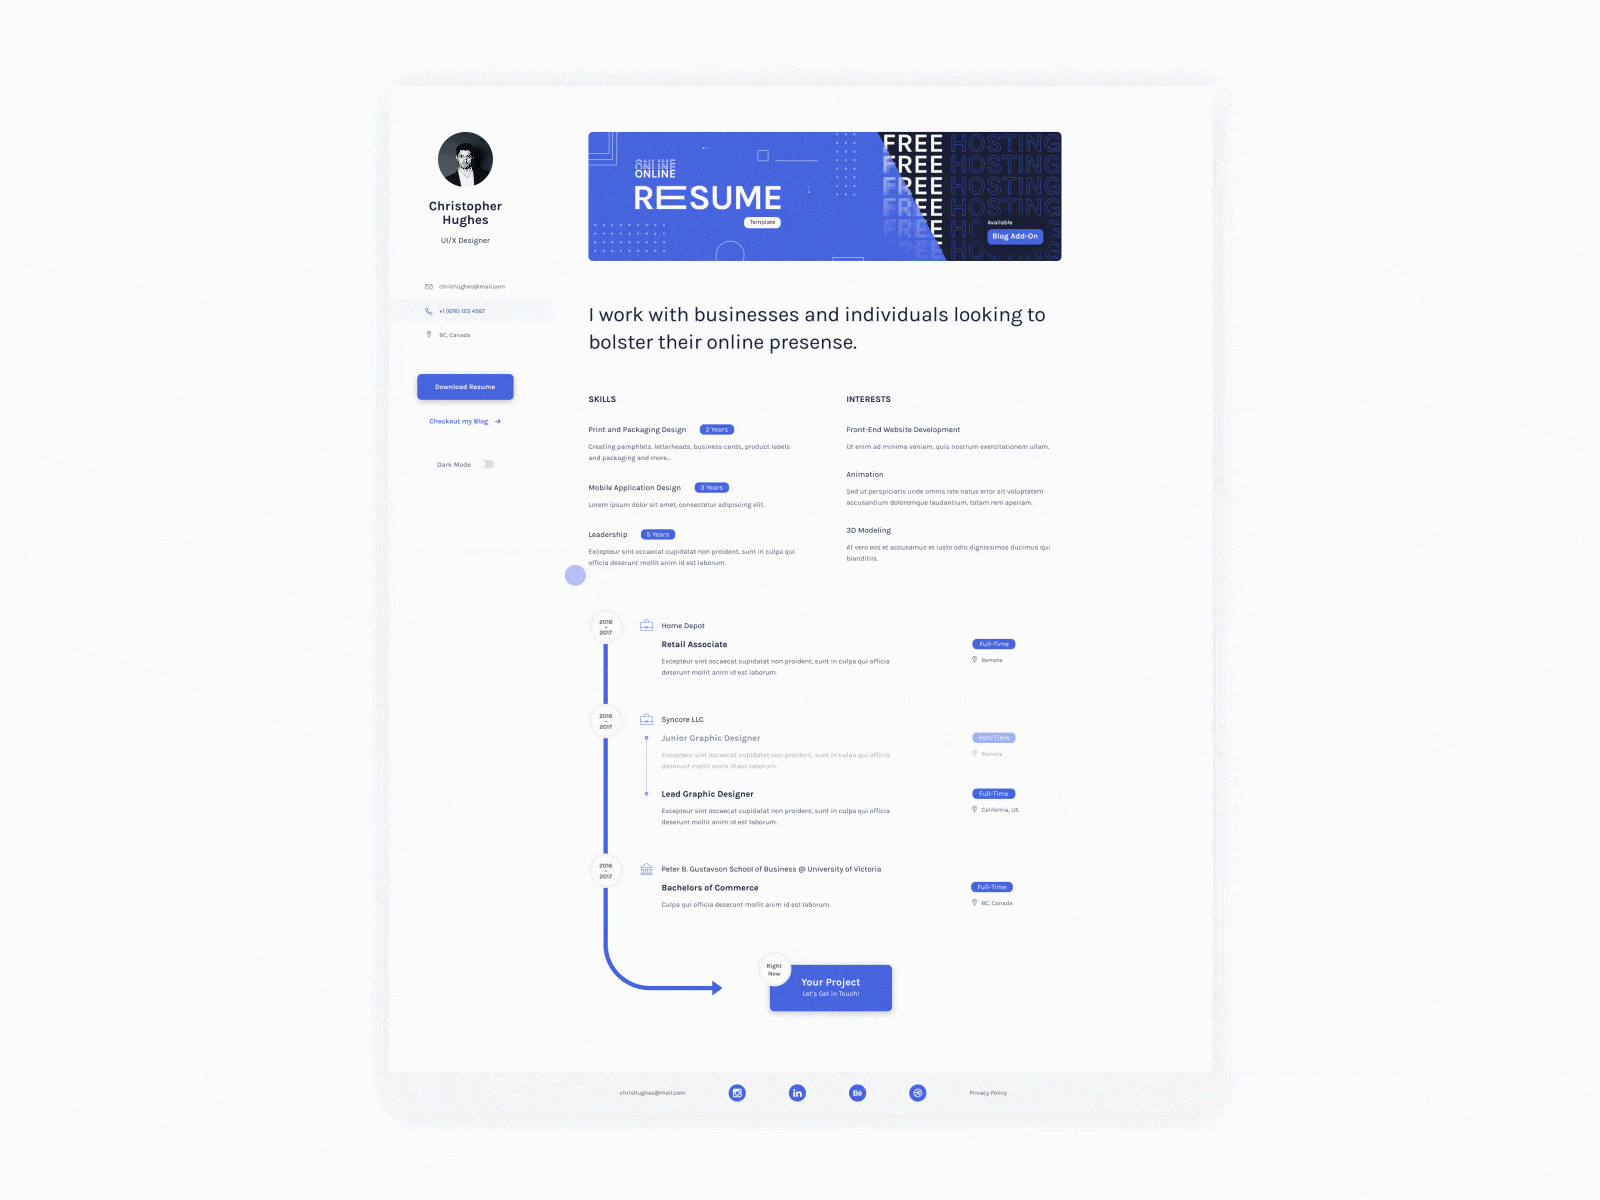 Christopher
Hughes
UI/X Designer
chrishughes@mail.com
+1 (676) 123 4567
BC, Canada
Download Resume
Checkout my Blog
Dark Mode
ONLINE
ONLINE
RESUME
Template
FREE HOSTING
FREE HOSTING
FREE HOSTING
FREE HOSTING
FREE HOSTING
FREE HOSTING
Available
Blog Add-On
I work with businesses and individuals looking to
bolster their online presense.
SKILLS
Print and Packaging Design 2 Years
Creating pamphlets, letterheads, business cards, product labels
and packaging and more...
Mobile Application Design 3 Years
Lorem ipsum dolor sit amet, consectetur adipiscing elit.
Leadership 5 Years
Excepteur sint occaecat cupidatat non proident, sunt in culpa qui
officia deserunt mollit anim id est laborum.
INTERESTS
Front-End Website Development
Ut enim ad minima veniam, quis nostrum exercitationem ullam.
Animation
Sed ut perspiciatis unde omnis iste natus error sit voluptatem
accusantium doloremque laudantium, totam rem aperiam.
3D Modeling
At vero eos et accusamus et iusto odio dignissimos ducimus qui
blanditiis.
2016
-
2017
Home Depot
Retail Associate
Excepteur sint occaecat cupidatat non proident, sunt in culpa qui officia
deserunt mollit anim id est laborum.
Full-Time
Remote
2016
-
2017
Syncore LLC
Junior Graphic Designer
Excepteur sint occaecat cupidatat non proident, sunt in culpa qui officia
deserunt mollit anim id est laborum.
Part-Time
Remote
Lead Graphic Designer
Excepteur sint occaecat cupidatat non proident, sunt in culpa qui officia
deserunt mollit anim id est laborum.
Full-Time
California, US
2016
-
2017
Peter B. Gustavson School of Business @ University of Victoria
Bachelors of Commerce
Culpa qui officia deserunt mollit anim id est laborum.
Full-Time
BC, Canada
Right
Now
Your Project
Let's Get in Touch!
chrishughes@mail.com
in
Bē
Privacy Policy